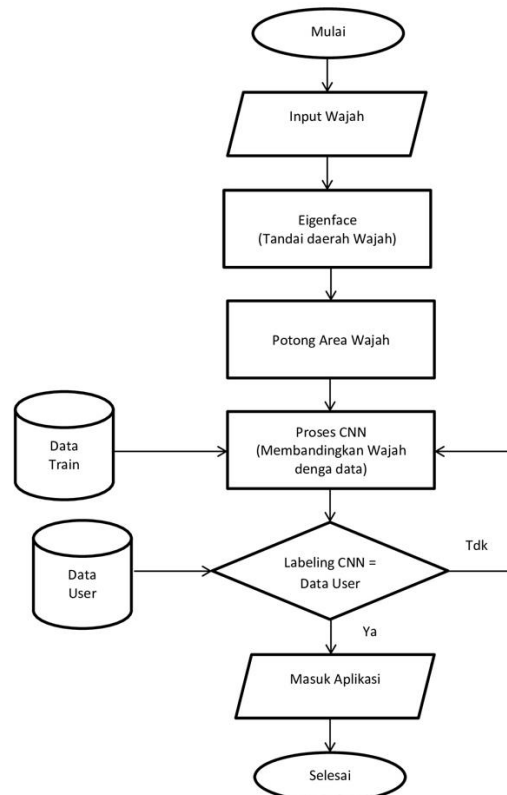 Mulai
Input Wajah
Eigenface
(Tandai daerah Wajah)
Potong Area Wajah
Proses CNN
(Membandingkan Wajah
denga data)
Data
Train
Labeling CNN =
Data User
Tdk
Data
User
Ya
Masuk Aplikasi
Selesai